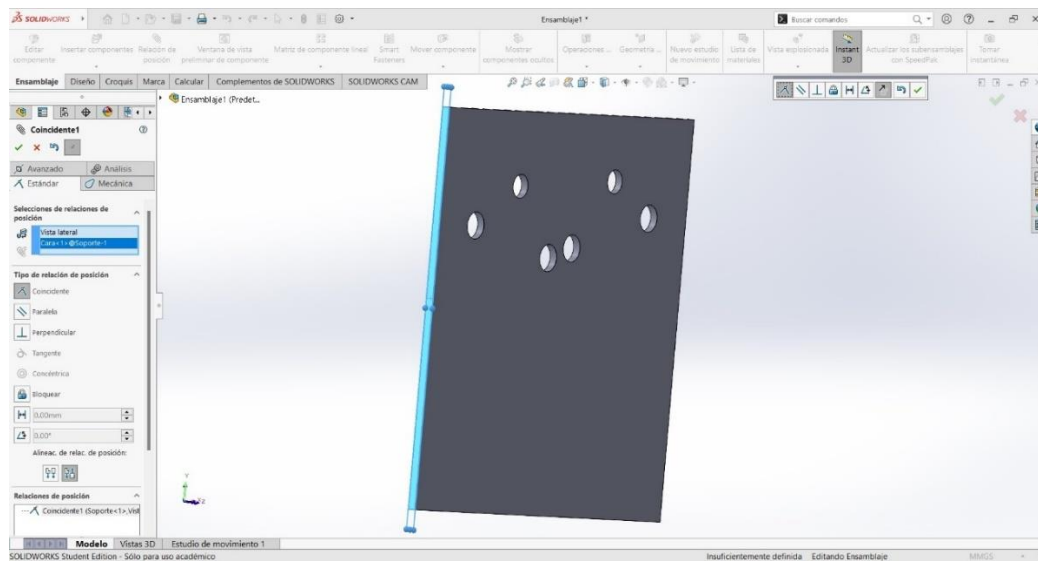 SOLIDWORKS
Ensamblaje1 *
Buscar comandos
Editar componente
Insertar componentes
Relación de posición
Ventana de vista preliminar de componente
Matriz de componente lineal
Smart Fasteners
Mover componente
Mostrar componentes ocultos
Operaciones ...
Geometría ...
Nuevo estudio de movimiento
Lista de materiales
Vista explosionada
Instant 3D
Actualizar los subensamblajes con SpeedPak
Tomar instantánea
Ensamblaje Diseño Croquis Marca Calcular Complementos de SOLIDWORKS SOLIDWORKS CAM
Ensamblaje1 (Predet...
Coincidente1
Avanzado Análisis
Estándar Mecánica
Selecciones de relaciones de posición
Vista lateral
Cara<1>@Soporte-1
Tipo de relación de posición
Coincidente
Paralela
Perpendicular
Tangente
Concéntrica
Bloquear
0.00mm
0.00°
Alineac. de relac. de posición:
Relaciones de posición
Coincidente1 (Soporte<1>,Vist
Y
Modelo Vistas 3D Estudio de movimiento 1
SOLIDWORKS Student Edition - Sólo para uso académico
Insuficientemente definida Editando Ensamblaje MMGS